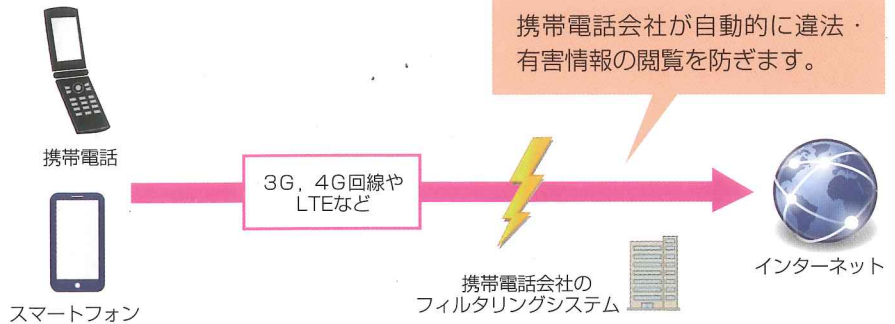 携帯電話会社が自動的に違法・
有害情報の閲覧を防ぎます。
携帯電話
3G，4G回線や
LTEなど
スマートフォン
携帯電話会社の
フィルタリングシステム
インターネット